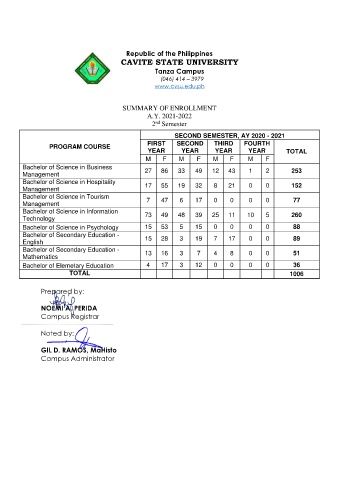 Republic of the Philippines
CAVITE STATE UNIVERSITY
Tanza Campus
(046) 414 – 3979
www.cvsu.edu.ph
SUMMARY OF ENROLLMENT
A.Y. 2021-2022
2nd Semester
PROGRAM COURSE SECOND SEMESTER, AY 2020 - 2021
FIRST YEAR SECOND YEAR THIRD YEAR FOURTH YEAR TOTAL
M F M F M F M F
Bachelor of Science in Business Management 27 86 33 49 12 43 1 2 253
Bachelor of Science in Hospitality Management 17 55 19 32 8 21 0 0 152
Bachelor of Science in Tourism Management 7 47 6 17 0 0 0 0 77
Bachelor of Science in Information Technology 73 49 48 39 25 11 10 5 260
Bachelor of Science in Psychology 15 53 5 15 0 0 0 0 88
Bachelor of Secondary Education - English 15 28 3 19 7 17 0 0 89
Bachelor of Secondary Education - Mathematics 13 16 3 7 4 8 0 0 51
Bachelor of Elementary Education 4 17 3 12 0 0 0 0 36
TOTAL 1006
Prepared by:
NOEMI A. PERIDA
Campus Registrar
Noted by:
GIL D. RAMOS, MaHisto
Campus Administrator